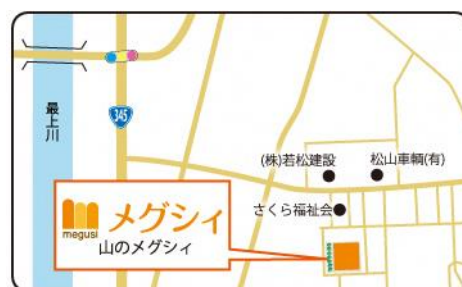 最上川
345
(株)若松建設
松山車輌(有)
さくら福祉会
megusi
メグシィ
山のメグシィ